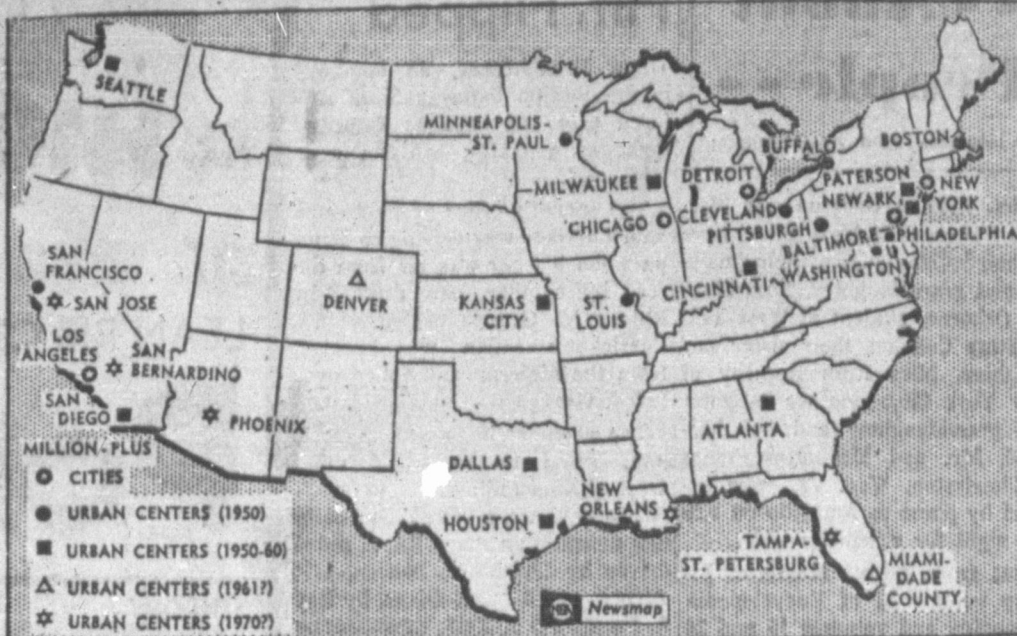 SEATTLE
MINNEAPOLIS-
ST. PAUL
MILWAUKEE
CHICAGO
DETROIT
BUFFALO
BOSTON
PATERSON
NEWARK
NEW
YORK
CLEVELAND
PITTSBURGH
PHILADELPHIA
BALTIMORE
WASHINGTON
CINCINNATI
SAN
FRANCISCO
SAN JOSE
DENVER
KANSAS
CITY
ST.
LOUIS
LOS
ANGELES
SAN
BERNARDINO
SAN
DIEGO
PHOENIX
ATLANTA
DALLAS
HOUSTON
NEW
ORLEANS
TAMPA-
ST. PETERSBURG
MIAMI-
DADE
COUNTY
MILLION-PLUS
CITIES
URBAN CENTERS (1950)
URBAN CENTERS (1950-60)
URBAN CENTERS (1961?)
URBAN CENTERS (1970?)
NEA Newsmap